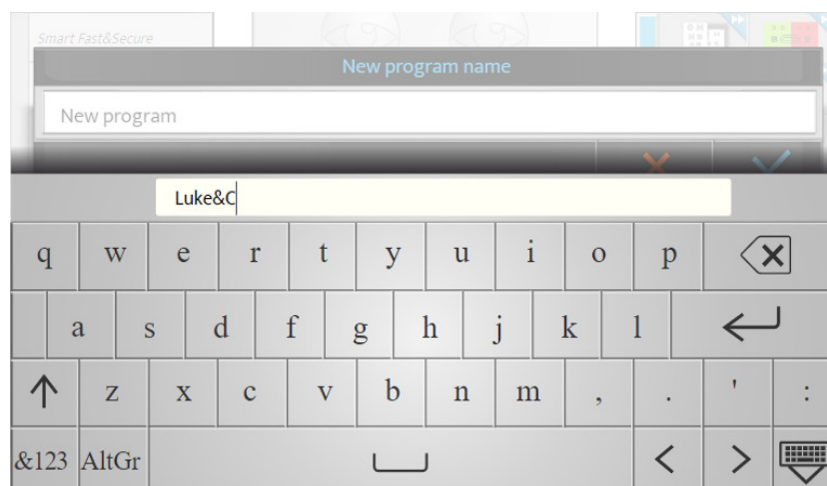 Smart Fast&Secure
New program name
New program
Luke&C
q w e r t y u i o p
a s d f g h j k l
z x c v b n m , . ' :
&123 AltGr < >